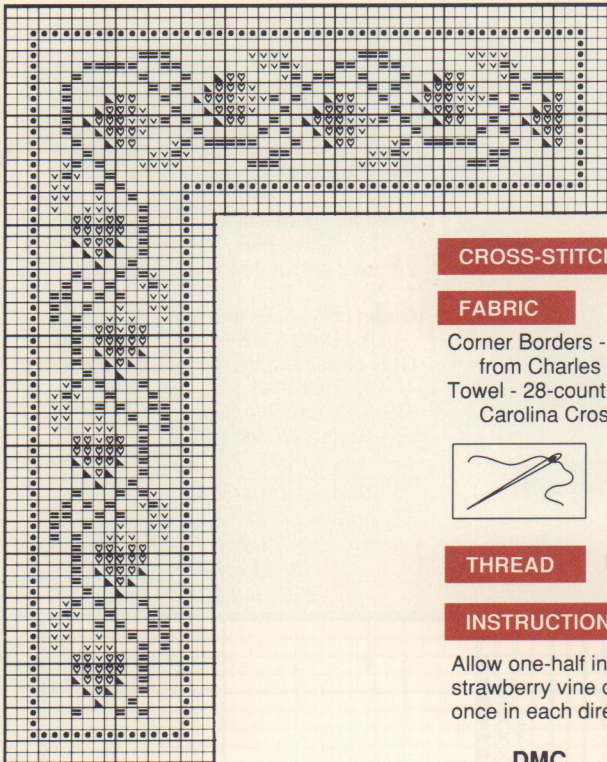 CROSS-STITCH
FABRIC
Corner Borders -
from Charles
Towel - 28-count
Carolina Cros
THREAD
INSTRUCTION
Allow one-half in
strawberry vine
once in each dire
DMC